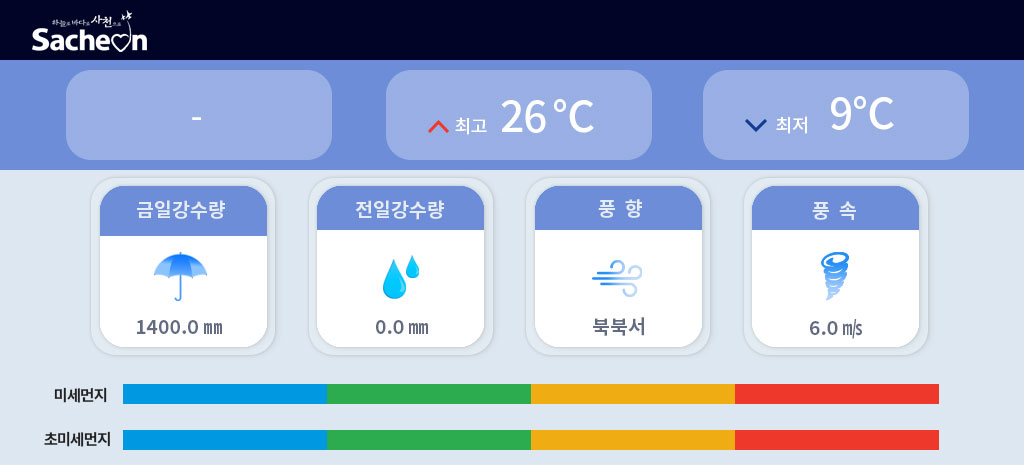 하늘로 바다로 사천으로
Sacheon
-
최고 26 °C
최저 9°C
금일강수량
1400.0 mm
전일강수량
0.0 mm
풍 향
북북서
풍 속
6.0 m/s
미세먼지
초미세먼지